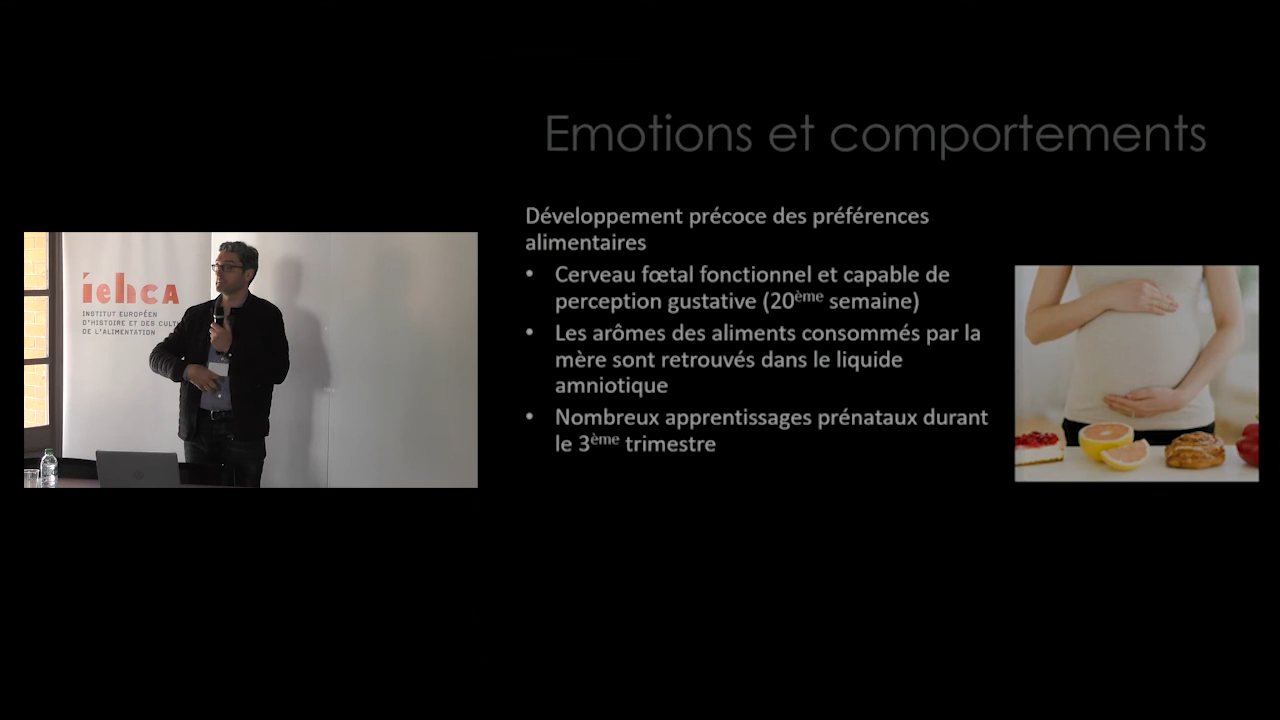 Emotions et comportements
Développement précoce des préférences
alimentaires
• Cerveau fœtal fonctionnel et capable de
perception gustative (20ème semaine)
• Les arômes des aliments consommés par la
mère sont retrouvés dans le liquide
amniotique
• Nombreux apprentissages prénataux durant
le 3ème trimestre
iehca
INSTITUT EUROPÉEN
D'HISTOIRE ET DES CULT
DE L'ALIMENTATION